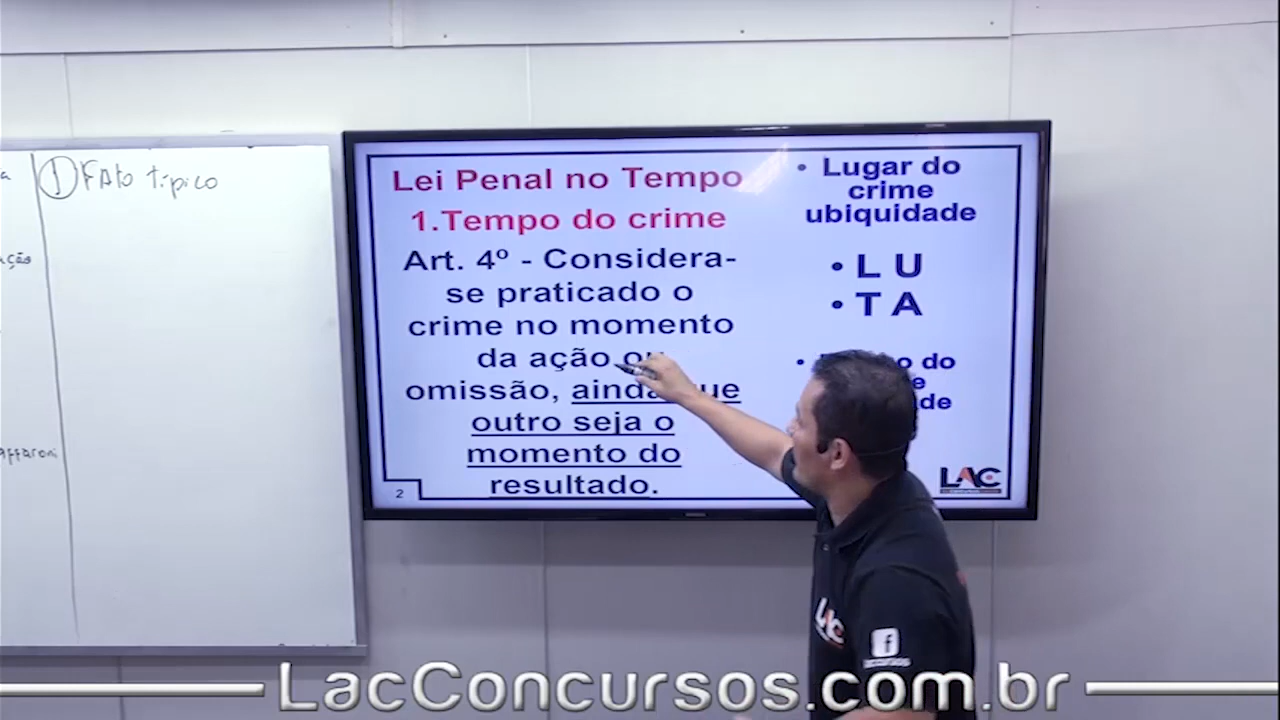 ① Fato típico
Lei Penal no Tempo
1.Tempo do crime
Art. 4º - Considera-
se praticado o
crime no momento
da ação ou
omissão, ainda que
outro seja o
momento do
resultado.
2
• Lugar do
crime
ubiquidade
• L U
• T A
do
LAC
LAC
f
LacConcursos.com.br